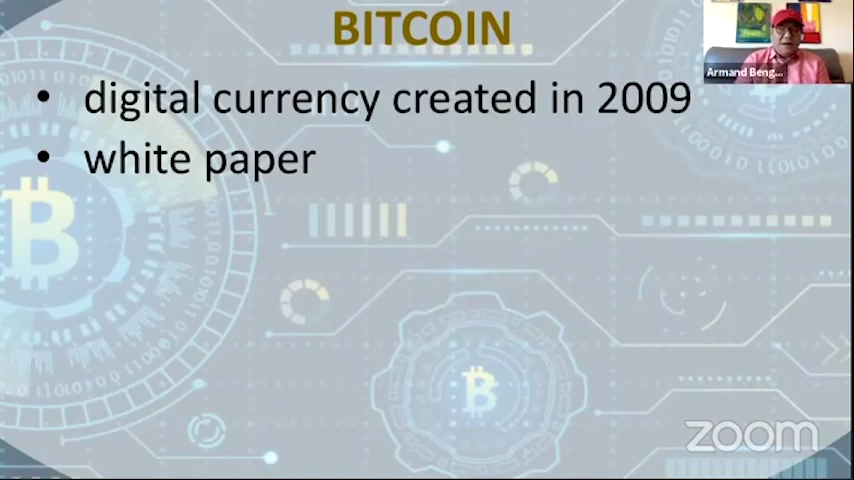 BITCOIN
Armand Beng...
• digital currency created in 2009
• white paper
zoom